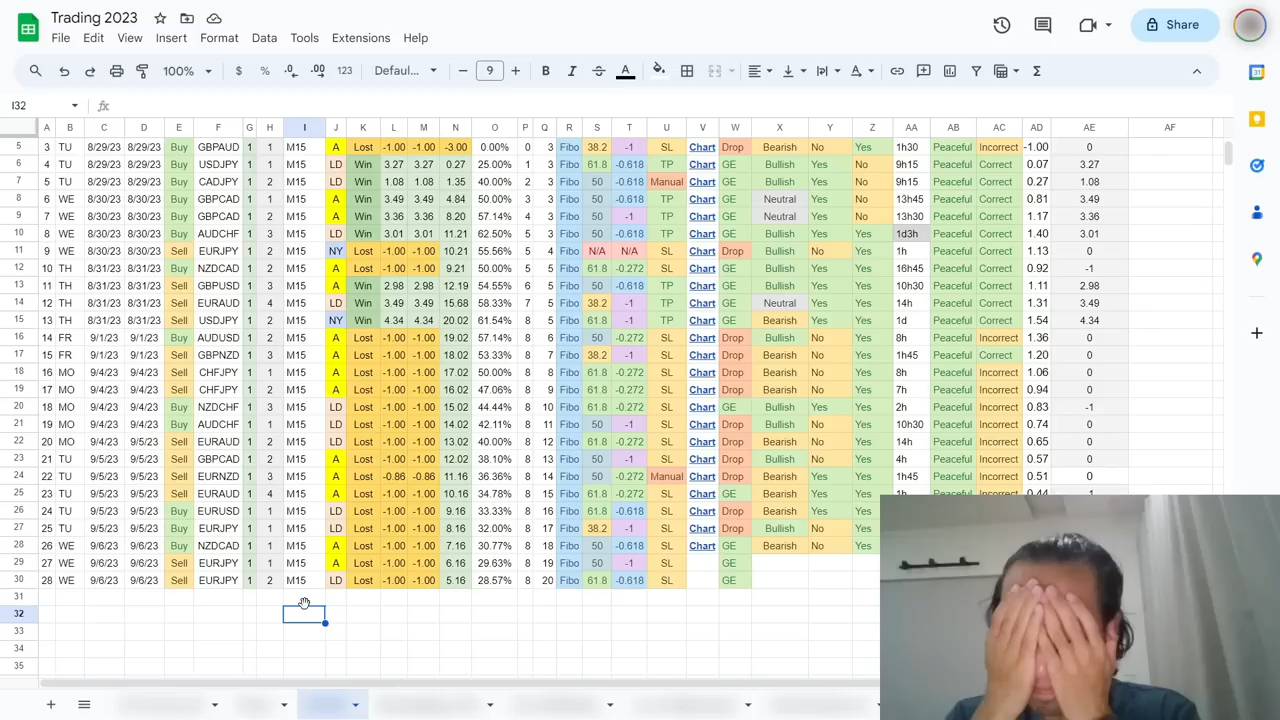 Trading 2023
File Edit View Insert Format Data Tools Extensions Help
Share
100% $ % .0 .00 123 Defaul... 9 B I A
I32 fx
A B C D E F G H I J K L M N O P Q R S T U V W X Y Z AA AB AC AD AE AF
5 3 TU 8/29/23 8/29/23 Buy GBPAUD 1 1 M15 A Lost -1.00 -1.00 -3.00 0.00% 0 3 Fibo 38.2 -1 SL Chart Drop Bearish No Yes 1h30 Peaceful Incorrect -1.00 0
6 4 TU 8/29/23 8/29/23 Buy USDJPY 1 1 M15 LD Win 3.27 3.27 0.27 25.00% 1 3 Fibo 61.8 -0.618 TP Chart GE Bullish Yes No 9h15 Peaceful Correct 0.07 3.27
7 5 TU 8/29/23 8/29/23 Buy CADJPY 1 2 M15 LD Win 1.08 1.08 1.35 40.00% 2 3 Fibo 50 -0.618 Manual Chart GE Bullish Yes No 9h15 Peaceful Correct 0.27 1.08
8 6 WE 8/30/23 8/30/23 Buy GBPCAD 1 1 M15 A Win 3.49 3.49 4.84 50.00% 3 3 Fibo 50 -0.618 TP Chart GE Neutral Yes No 13h45 Peaceful Correct 0.81 3.49
9 7 WE 8/30/23 8/30/23 Buy GBPCAD 1 2 M15 A Win 3.36 3.36 8.20 57.14% 4 3 Fibo 50 -1 TP Chart GE Neutral Yes No 13h30 Peaceful Correct 1.17 3.36
10 8 WE 8/30/23 8/30/23 Buy AUDCHF 1 3 M15 LD Win 3.01 3.01 11.21 62.50% 5 3 Fibo 50 -0.618 TP Chart GE Bullish Yes Yes 1d3h Peaceful Correct 1.40 3.01
11 9 WE 8/30/23 8/30/23 Sell EURJPY 1 1 M15 NY Lost -1.00 -1.00 10.21 55.56% 5 4 Fibo N/A N/A SL Chart Drop Bullish No Yes 1h Peaceful Incorrect 1.13 0
12 10 TH 8/31/23 8/31/23 Buy NZDCAD 1 2 M15 A Lost -1.00 -1.00 9.21 50.00% 5 5 Fibo 61.8 -0.272 SL Chart GE Bullish Yes Yes 16h45 Peaceful Incorrect 0.92 -1
13 11 TH 8/31/23 8/31/23 Buy GBPUSD 1 3 M15 A Win 2.98 2.98 12.19 54.55% 6 5 Fibo 50 -0.618 TP Chart GE Bullish Yes Yes 10h30 Peaceful Correct 1.11 2.98
14 12 TH 8/31/23 8/31/23 Sell EURAUD 1 4 M15 LD Win 3.49 3.49 15.68 58.33% 7 5 Fibo 38.2 -1 TP Chart GE Neutral Yes Yes 14h Peaceful Correct 1.31 3.49
15 13 TH 8/31/23 8/31/23 Sell USDJPY 1 2 M15 NY Win 4.34 4.34 20.02 61.54% 8 5 Fibo 61.8 -1 TP Chart GE Bearish Yes Yes 1d Peaceful Correct 1.54 4.34
16 14 FR 9/1/23 9/1/23 Buy AUDUSD 1 2 M15 A Lost -1.00 -1.00 19.02 57.14% 8 6 Fibo 50 -0.272 SL Chart Drop Bullish No Yes 8h Peaceful Incorrect 1.36 0
17 15 FR 9/1/23 9/1/23 Sell GBPNZD 1 1 M15 A Lost -1.00 -1.00 18.02 53.33% 8 7 Fibo 38.2 -1 SL Chart Drop Bearish No Yes 1h45 Peaceful Correct 1.20 0
18 16 MO 9/4/23 9/4/23 Sell CHFJPY 1 1 M15 A Lost -1.00 -1.00 17.02 50.00% 8 8 Fibo 61.8 -0.272 SL Chart Drop Bearish No Yes 8h Peaceful Incorrect 1.06 0
19 17 MO 9/4/23 9/4/23 Sell CHFJPY 1 2 M15 A Lost -1.00 -1.00 16.02 47.06% 8 9 Fibo 61.8 -0.272 SL Chart Drop Bearish No Yes 7h Peaceful Incorrect 0.94 0
20 18 MO 9/4/23 9/4/23 Buy NZDCHF 1 3 M15 LD Lost -1.00 -1.00 15.02 44.44% 8 10 Fibo 61.8 -0.272 SL Chart GE Bullish Yes Yes 2h Peaceful Incorrect 0.83 -1
21 19 MO 9/4/23 9/4/23 Buy AUDCHF 1 1 M15 LD Lost -1.00 -1.00 14.02 42.11% 8 11 Fibo 50 -1 SL Chart Drop Bullish No Yes 10h30 Peaceful Incorrect 0.74 0
22 20 MO 9/4/23 9/5/23 Sell EURAUD 1 2 M15 LD Lost -1.00 -1.00 13.02 40.00% 8 12 Fibo 61.8 -0.272 SL Chart Drop Bearish No Yes 14h Peaceful Incorrect 0.65 0
23 21 TU 9/5/23 9/5/23 Sell GBPCAD 1 2 M15 A Lost -1.00 -1.00 12.02 38.10% 8 13 Fibo 50 -0.272 SL Chart Drop Bullish No Yes 4h Peaceful Incorrect 0.57 0
24 22 TU 9/5/23 9/5/23 Sell EURNZD 1 3 M15 A Lost -0.86 -0.86 11.16 36.36% 8 14 Fibo 50 -0.272 Manual Chart Drop Bearish Yes Yes 1h45 Peaceful Incorrect 0.51 0
25 23 TU 9/5/23 9/5/23 Sell EURAUD 1 4 M15 A Lost -1.00 -1.00 10.16 34.78% 8 15 Fibo 61.8 -0.272 SL Chart GE Bearish Yes Yes
26 24 TU 9/5/23 9/5/23 Sell EURUSD 1 1 M15 LD Lost -1.00 -1.00 9.16 33.33% 8 16 Fibo 61.8 -0.618 SL Chart Drop Bearish Yes Yes
27 25 TU 9/5/23 9/5/23 Buy EURJPY 1 1 M15 LD Lost -1.00 -1.00 8.16 32.00% 8 17 Fibo 38.2 -1 SL Chart Drop Bullish No Yes
28 26 WE 9/6/23 9/6/23 Buy NZDCAD 1 1 M15 A Lost -1.00 -1.00 7.16 30.77% 8 18 Fibo 50 -0.618 SL Chart GE Bearish No Yes
29 27 WE 9/6/23 9/6/23 Sell EURJPY 1 1 M15 A Lost -1.00 -1.00 6.16 29.63% 8 19 Fibo 50 -1 SL GE
30 28 WE 9/6/23 9/6/23 Sell EURJPY 1 2 M15 LD Lost -1.00 -1.00 5.16 28.57% 8 20 Fibo 61.8 -0.618 SL GE
31
32
33
34
35